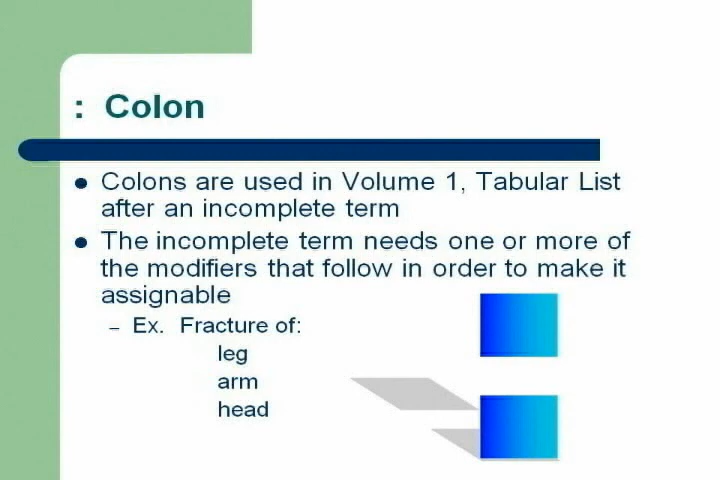 : Colon
Colons are used in Volume 1, Tabular List
after an incomplete term
The incomplete term needs one or more of
the modifiers that follow in order to make it
assignable
– Ex. Fracture of:
leg
arm
head